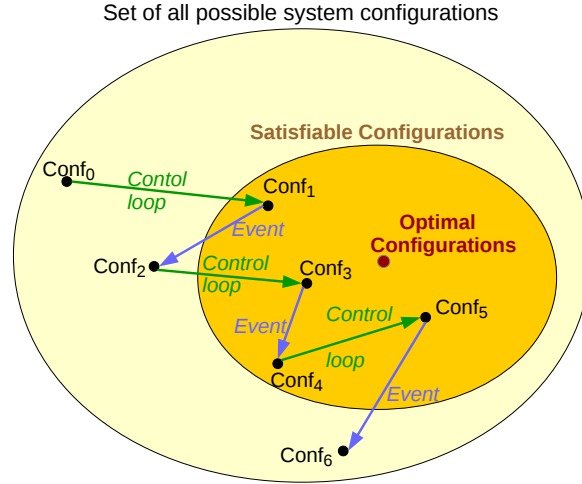 Set of all possible system configurations
Satisfiable Configurations
Conf₀
Contol
loop
Conf₁
Event
Optimal
Configurations
Conf₂
Control
loop
Conf₃
Event
Control
loop
Conf₅
Conf₄
Event
Conf₆